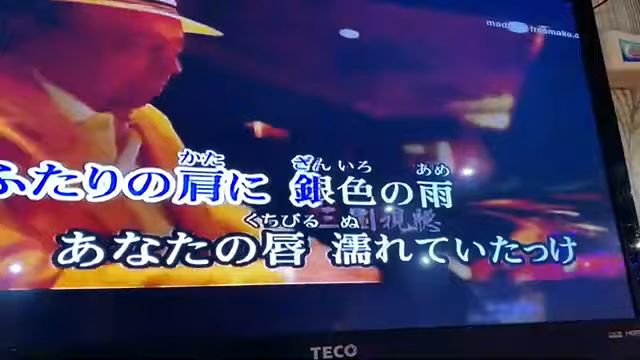 かた ぎんいろ あめ
ふたりの肩に 銀色の雨
くちびる ぬ
あなたの唇 濡れていたっけ
TECO